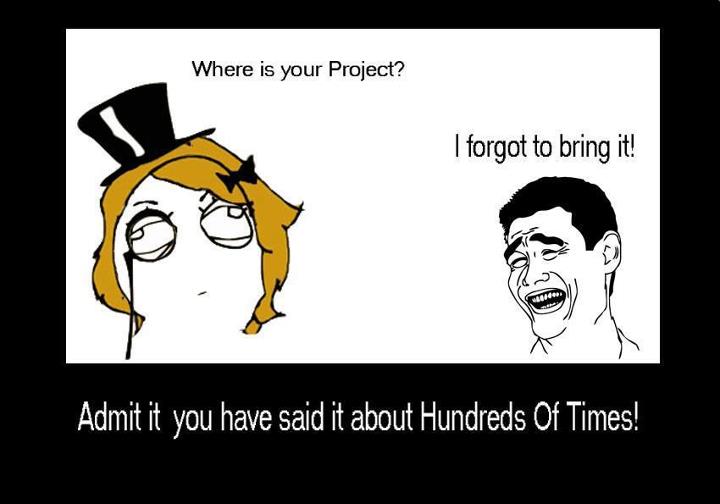 Where is your Project?
I forgot to bring it!
Admit it you have said it about Hundreds Of Times!